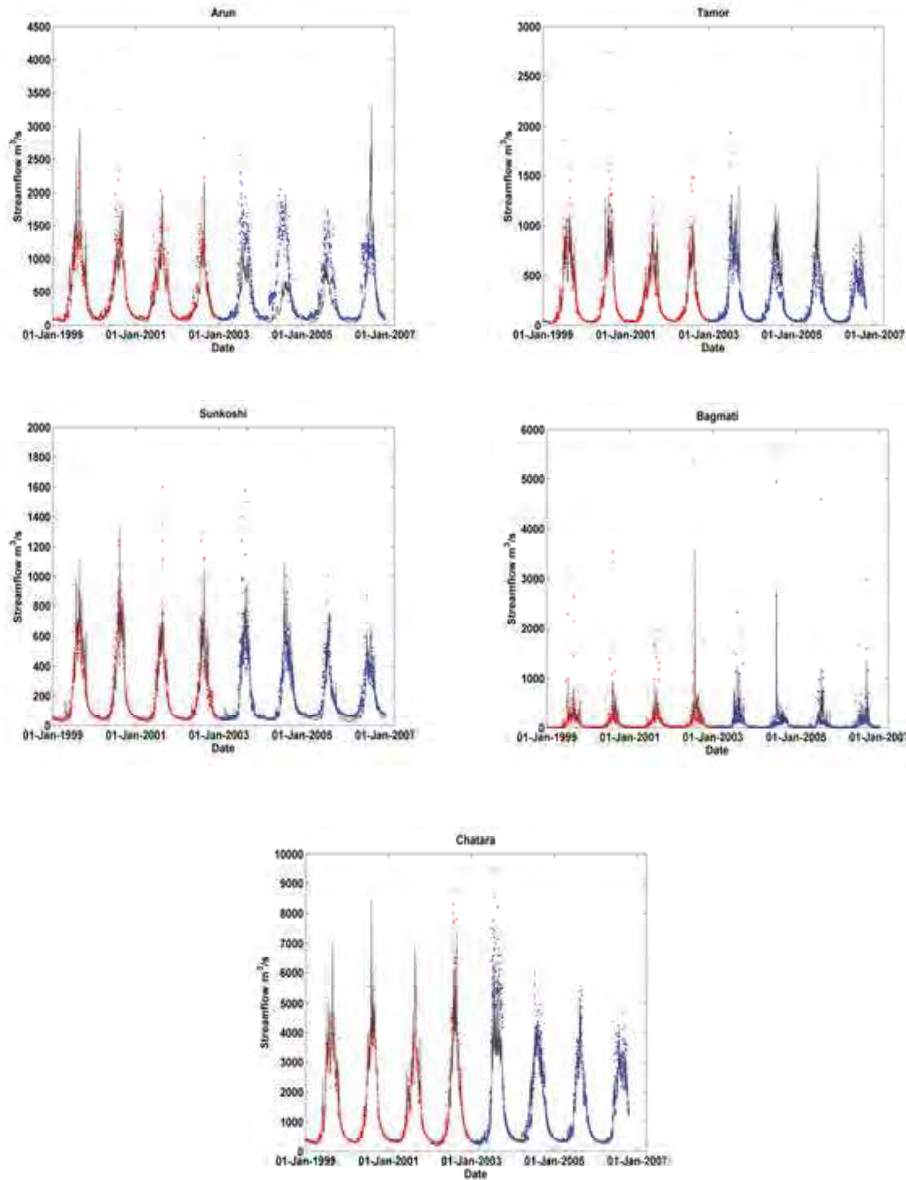 Arun
Streamflow m³/s
4500
4000
3500
3000
2500
2000
1500
1000
500
0
01-Jan-1999
01-Jan-2001
01-Jan-2003
01-Jan-2005
01-Jan-2007
Date
Tamor
Streamflow m³/s
3000
2500
2000
1500
1000
500
0
01-Jan-1999
01-Jan-2001
01-Jan-2003
01-Jan-2005
01-Jan-2007
Date
Sunkoshi
Streamflow m³/s
2000
1800
1600
1400
1200
1000
800
600
400
200
0
01-Jan-1999
01-Jan-2001
01-Jan-2003
01-Jan-2005
01-Jan-2007
Date
Bagmati
Streamflow m³/s
6000
5000
4000
3000
2000
1000
0
01-Jan-1999
01-Jan-2001
01-Jan-2003
01-Jan-2005
01-Jan-2007
Date
Chatara
Streamflow m³/s
10000
9000
8000
7000
6000
5000
4000
3000
2000
1000
0
01-Jan-1999
01-Jan-2001
01-Jan-2003
01-Jan-2005
01-Jan-2007
Date